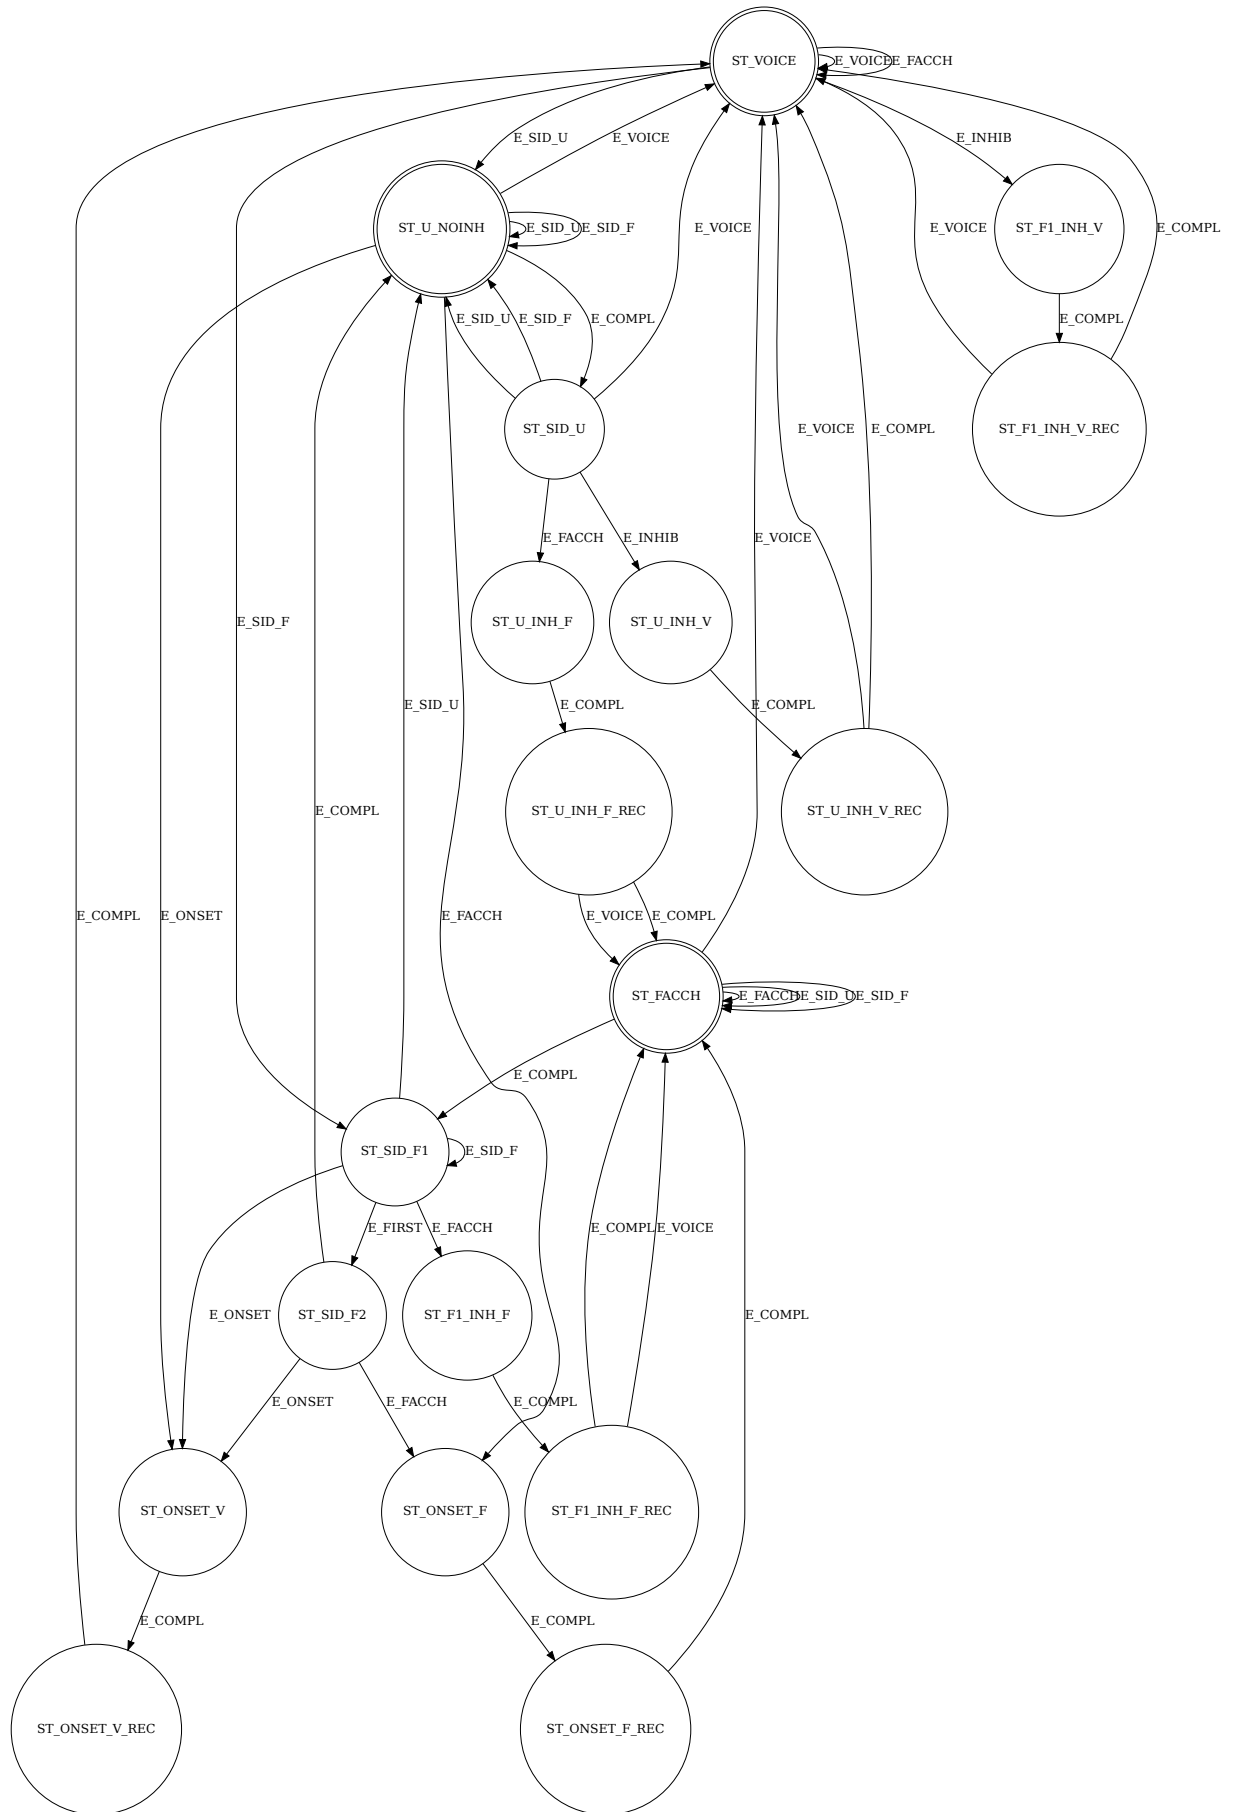 ST_VOICE
E_VOICE
E_FACCH
E_SID_U
E_VOICE
E_INHIB
ST_U_NOINH
E_SID_U
E_SID_F
E_VOICE
ST_F1_INH_V
E_VOICE
E_COMPL
E_SID_U
E_SID_F
E_COMPL
E_COMPL
ST_SID_U
E_VOICE
E_COMPL
ST_F1_INH_V_REC
E_FACCH
E_INHIB
E_VOICE
E_SID_F
ST_U_INH_F
ST_U_INH_V
E_SID_U
E_COMPL
E_COMPL
E_COMPL
ST_U_INH_F_REC
ST_U_INH_V_REC
E_COMPL
E_ONSET
E_FACCH
E_VOICE
E_COMPL
ST_FACCH
E_FACCH
E_SID_U
E_SID_F
E_COMPL
ST_SID_F1
E_SID_F
E_FIRST
E_FACCH
E_COMPL
E_VOICE
E_ONSET
ST_SID_F2
ST_F1_INH_F
E_COMPL
E_ONSET
E_FACCH
E_COMPL
ST_ONSET_V
ST_ONSET_F
ST_F1_INH_F_REC
E_COMPL
E_COMPL
ST_ONSET_V_REC
ST_ONSET_F_REC